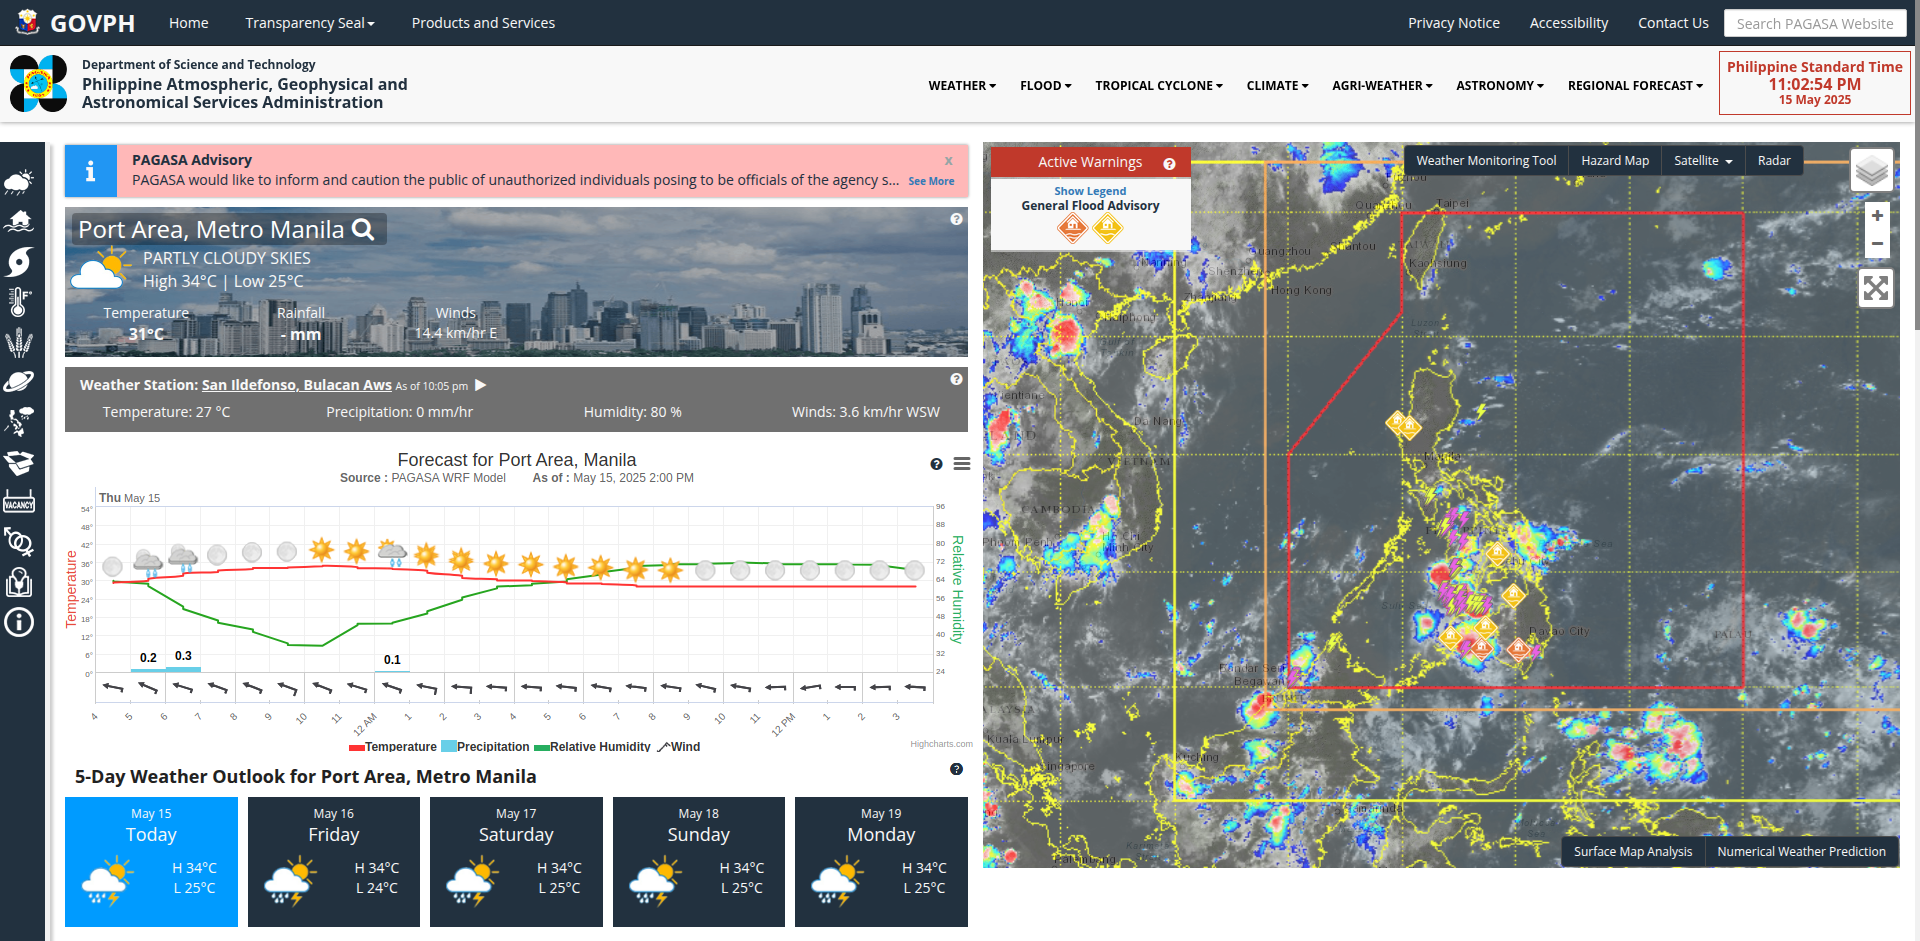 GOVPH
Home
Transparency Seal
Products and Services
Privacy Notice
Accessibility
Contact Us
Search PAGASA Website
Department of Science and Technology
Philippine Atmospheric, Geophysical and
Astronomical Services Administration
WEATHER
FLOOD
TROPICAL CYCLONE
CLIMATE
AGRI-WEATHER
ASTRONOMY
REGIONAL FORECAST
Philippine Standard Time
11:02:54 PM
15 May 2025
PAGASA Advisory
x
PAGASA would like to inform and caution the public of unauthorized individuals posing to be officials of the agency s... See More
Port Area, Metro Manila
PARTLY CLOUDY SKIES
High 34°C | Low 25°C
Temperature Rainfall Winds
31°C - mm 14.4 km/hr E
Weather Station: San Ildefonso, Bulacan Aws As of 10:05 pm
Temperature: 27 °C Precipitation: 0 mm/hr Humidity: 80 % Winds: 3.6 km/hr WSW
Forecast for Port Area, Manila
Source : PAGASA WRF Model As of : May 15, 2025 2:00 PM
Thu May 15
Temperature
54°
48°
42°
36°
30°
24°
18°
12°
6°
0°
96
88
80
72
64
56
48
40
32
24
Relative Humidity
0.2 0.3 0.1
4 5 6 7 8 9 10 11 12 AM 1 2 3 4 5 6 7 8 9 10 11 12 PM 1 2 3
Temperature Precipitation Relative Humidity Wind
Highcharts.com
5-Day Weather Outlook for Port Area, Metro Manila
May 15
Today
H 34°C
L 25°C
May 16
Friday
H 34°C
L 24°C
May 17
Saturday
H 34°C
L 25°C
May 18
Sunday
H 34°C
L 25°C
May 19
Monday
H 34°C
L 25°C
VACANCY
Active Warnings
Show Legend
General Flood Advisory
Weather Monitoring Tool
Hazard Map
Satellite
Radar
+
−
Taipei
Kaohsiung
Hong Kong
Da Nang
VIETNAM
CAMBODIA
Davao City
Kuala Lumpur
Singapore
Kuching
Surface Map Analysis
Numerical Weather Prediction